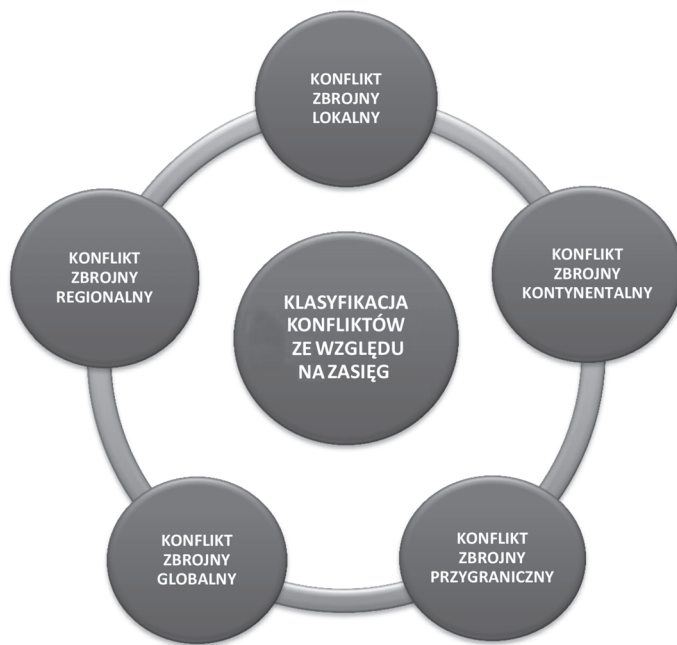 KONFLIKT
ZBROJNY
LOKALNY
KONFLIKT
ZBROJNY
REGIONALNY
KONFLIKT
ZBROJNY
KONTYNENTALNY
KLASYFIKACJA
KONFLIKTÓW
ZE WZGLĘDU
NA ZASIĘG
KONFLIKT
ZBROJNY
GLOBALNY
KONFLIKT
ZBROJNY
PRZYGRANICZNY